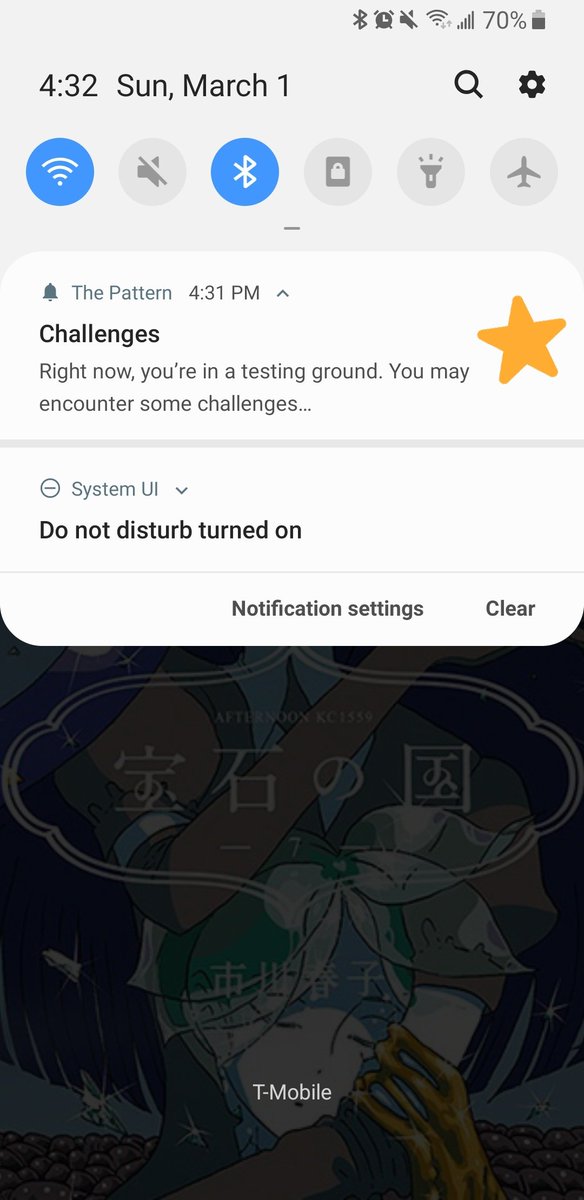 70%
4:32 Sun, March 1
The Pattern 4:31 PM
Challenges
Right now, you’re in a testing ground. You may
encounter some challenges…
System UI
Do not disturb turned on
Notification settings Clear
AFTERNOON KC1559
宝石の国
7
市川春子
T-Mobile